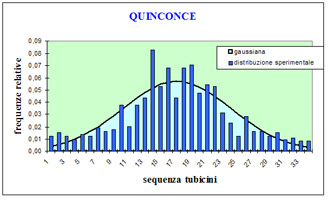 QUINCONCE
gaussiana
distribuzione sperimentale
frequenze relative
0,09
0,08
0,07
0,06
0,05
0,04
0,03
0,02
0,01
0,00
1 3 5 7 9 11 13 15 17 19 21 23 25 27 29 31 33
sequenza tubicini